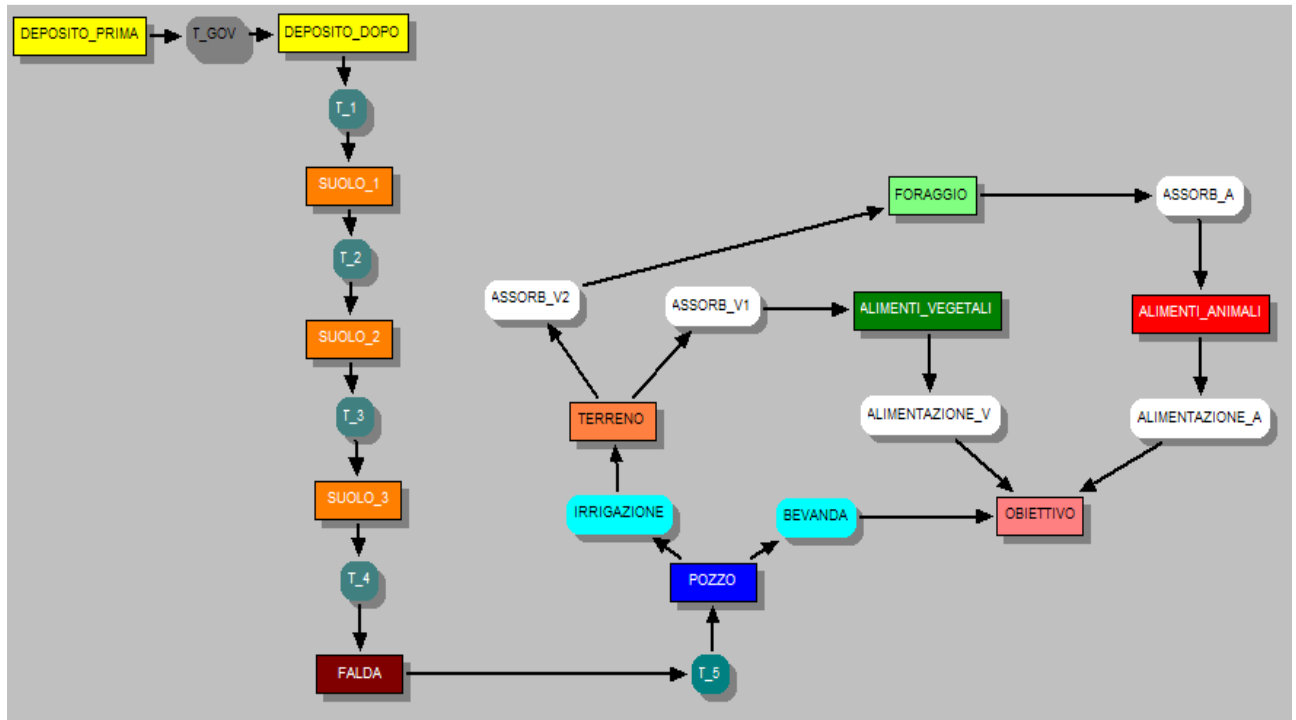 DEPOSITO_PRIMA
T_GOV
DEPOSITO_DOPO
T_1
SUOLO_1
T_2
SUOLO_2
T_3
SUOLO_3
T_4
FALDA
T_5
POZZO
IRRIGAZIONE
BEVANDA
TERRENO
ASSORB_V2
ASSORB_V1
FORAGGIO
ASSORB_A
ALIMENTI_VEGETALI
ALIMENTI_ANIMALI
ALIMENTAZIONE_V
ALIMENTAZIONE_A
OBIETTIVO